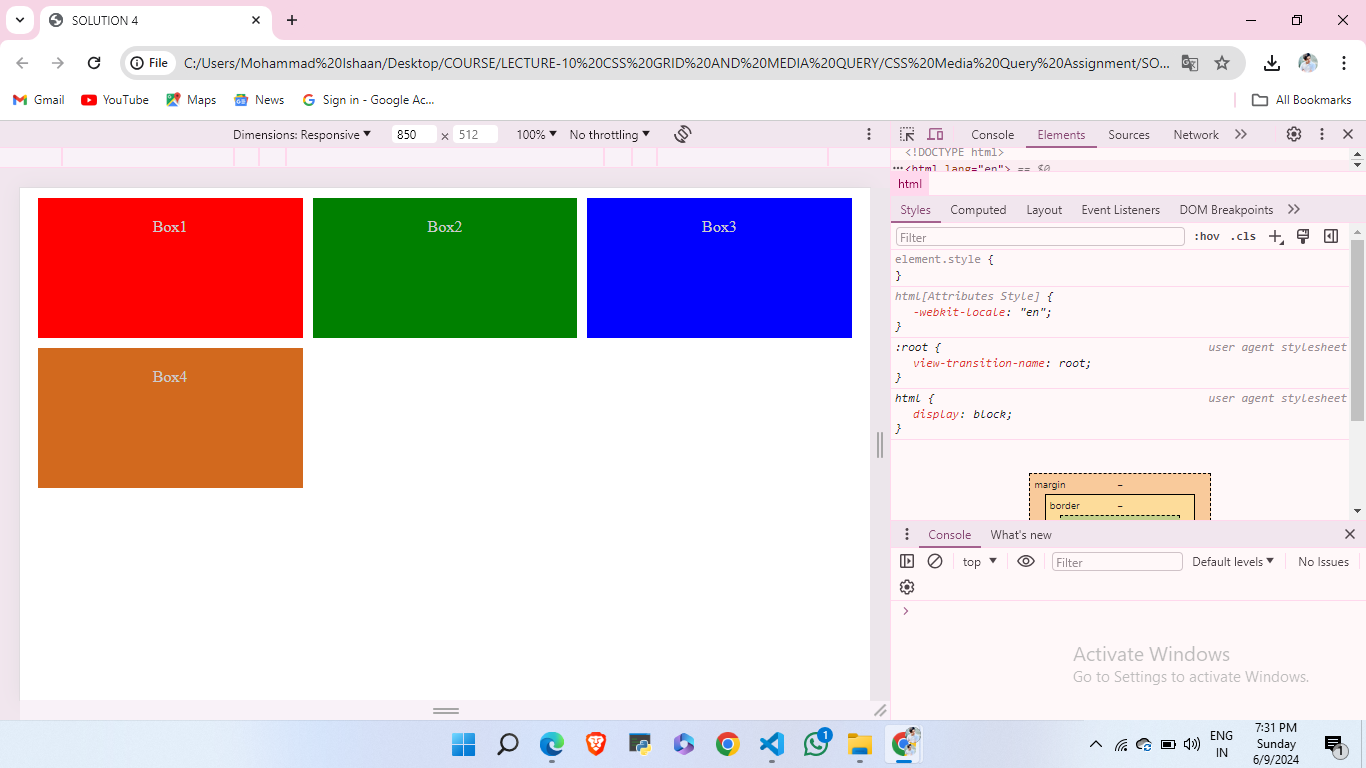 SOLUTION 4
File C:/Users/Mohammad%20Ishaan/Desktop/COURSE/LECTURE-10%20CSS%20GRID%20AND%20MEDIA%20QUERY/CSS%20Media%20Query%20Assignment/SO...
Gmail YouTube Maps News Sign in - Google Ac... All Bookmarks
Dimensions: Responsive 850 × 512 100% No throttling
Box1 Box2 Box3
Box4
Console Elements Sources Network
<!DOCTYPE html>
<html lang="en"> == $0
html
Styles Computed Layout Event Listeners DOM Breakpoints
Filter :hov .cls
element.style {
}
html[Attributes Style] {
-webkit-locale: "en";
}
:root { user agent stylesheet
view-transition-name: root;
}
html { user agent stylesheet
display: block;
}
margin –
border –
Console What's new
top Filter Default levels No Issues
Activate Windows
Go to Settings to activate Windows.
1
ENG
IN
7:31 PM
Sunday
6/9/2024
1